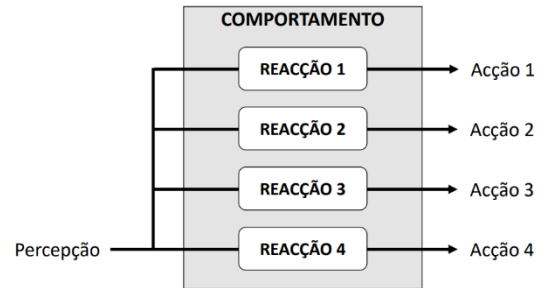 COMPORTAMENTO
REACÇÃO 1
Acção 1
REACÇÃO 2
Acção 2
REACÇÃO 3
Acção 3
Percepção
REACÇÃO 4
Acção 4